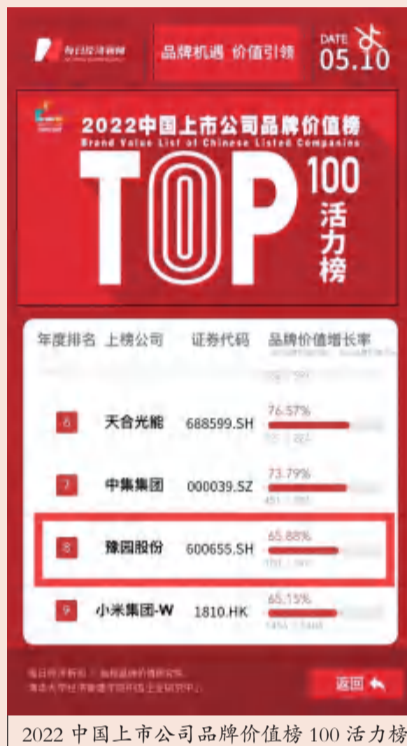 每日经济新闻
品牌机遇 价值引领
DATE
05.10
2022中国上市公司品牌价值榜
Brand Value List of Chinese Listed Companies
TOP 100
活力榜
年度排名 上榜公司 证券代码 品牌价值增长率
6 天合光能 688599.SH 76.57%
7 中集集团 000039.SZ 73.79%
8 豫园股份 600655.SH 65.88%
9 小米集团-W 1810.HK 65.15%
返回
2022 中国上市公司品牌价值榜 100 活力榜